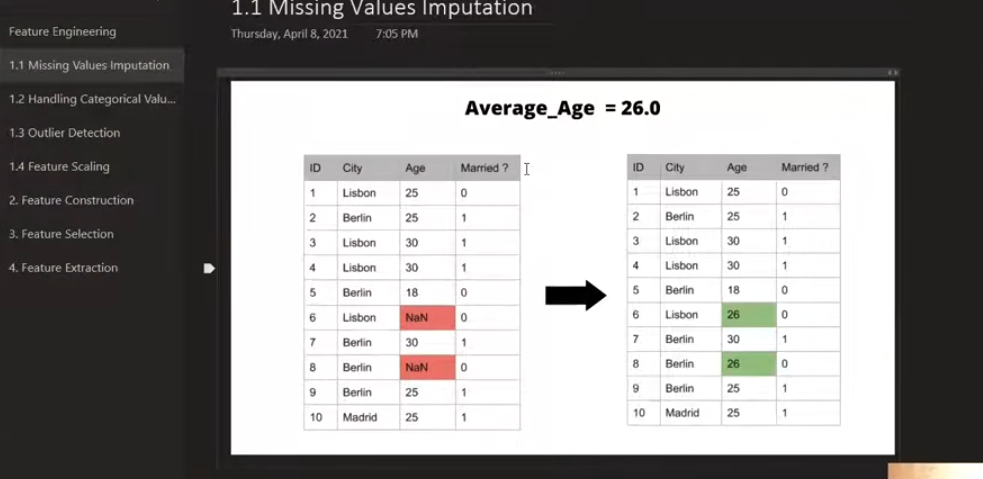 1.1 Missing Values Imputation
Thursday, April 8, 2021 7:05 PM
Feature Engineering
1.1 Missing Values Imputation
1.2 Handling Categorical Valu...
1.3 Outlier Detection
1.4 Feature Scaling
2. Feature Construction
3. Feature Selection
4. Feature Extraction
Average_Age = 26.0
ID City Age Married ?
1 Lisbon 25 0
2 Berlin 25 1
3 Lisbon 30 1
4 Lisbon 30 1
5 Berlin 18 0
6 Lisbon NaN 0
7 Berlin 30 1
8 Berlin NaN 0
9 Berlin 25 1
10 Madrid 25 1
ID City Age Married ?
1 Lisbon 25 0
2 Berlin 25 1
3 Lisbon 30 1
4 Lisbon 30 1
5 Berlin 18 0
6 Lisbon 26 0
7 Berlin 30 1
8 Berlin 26 0
9 Berlin 25 1
10 Madrid 25 1